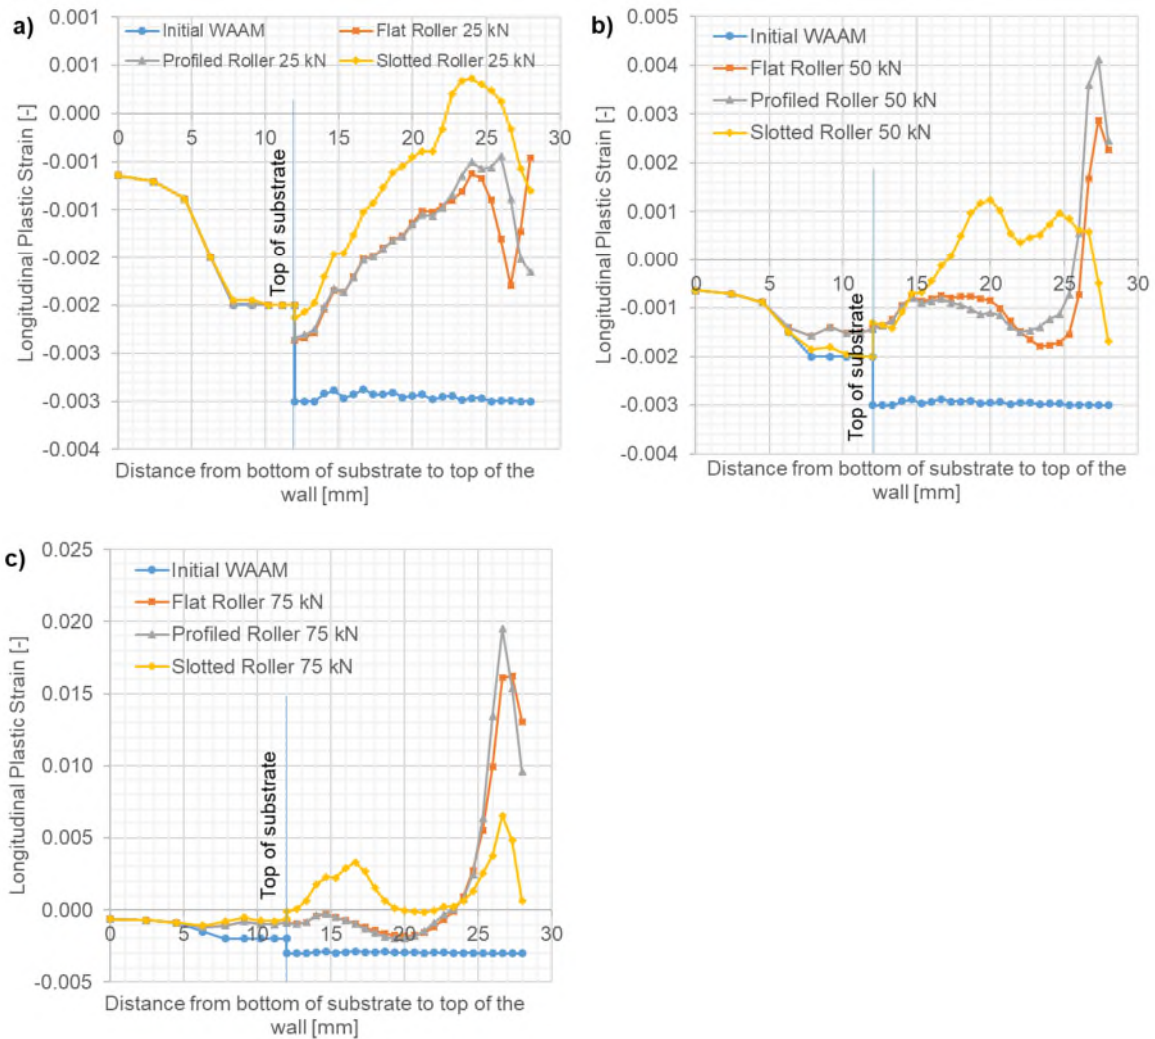 a)
Initial WAAM
Flat Roller 25 kN
Profiled Roller 25 kN
Slotted Roller 25 kN
0.001
0.001
0.000
-0.001
-0.001
-0.002
-0.002
-0.003
-0.003
-0.004
0 5 10 15 20 25 30
Longitudinal Plastic Strain [-]
Top of substrate
Distance from bottom of substrate to top of the
wall [mm]
b)
Initial WAAM
Flat Roller 50 kN
Profiled Roller 50 kN
Slotted Roller 50 kN
0.005
0.004
0.003
0.002
0.001
0.000
-0.001
-0.002
-0.003
-0.004
0 5 10 15 20 25 30
Longitudinal Plastic Strain [-]
Top of substrate
Distance from bottom of substrate to top of the
wall [mm]
c)
Initial WAAM
Flat Roller 75 kN
Profiled Roller 75 kN
Slotted Roller 75 kN
0.025
0.020
0.015
0.010
0.005
0.000
-0.005
0 5 10 15 20 25 30
Longitudinal Plastic Strain [-]
Top of substrate
Distance from bottom of substrate to top of the
wall [mm]